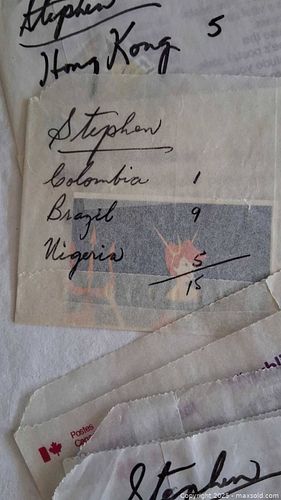 Stephen
Hong Kong 5
Stephen
Colombia 1
Brazil 9
Nigeria 5
15
Postes
Stephen
Copyright 2025 - maxsold.com